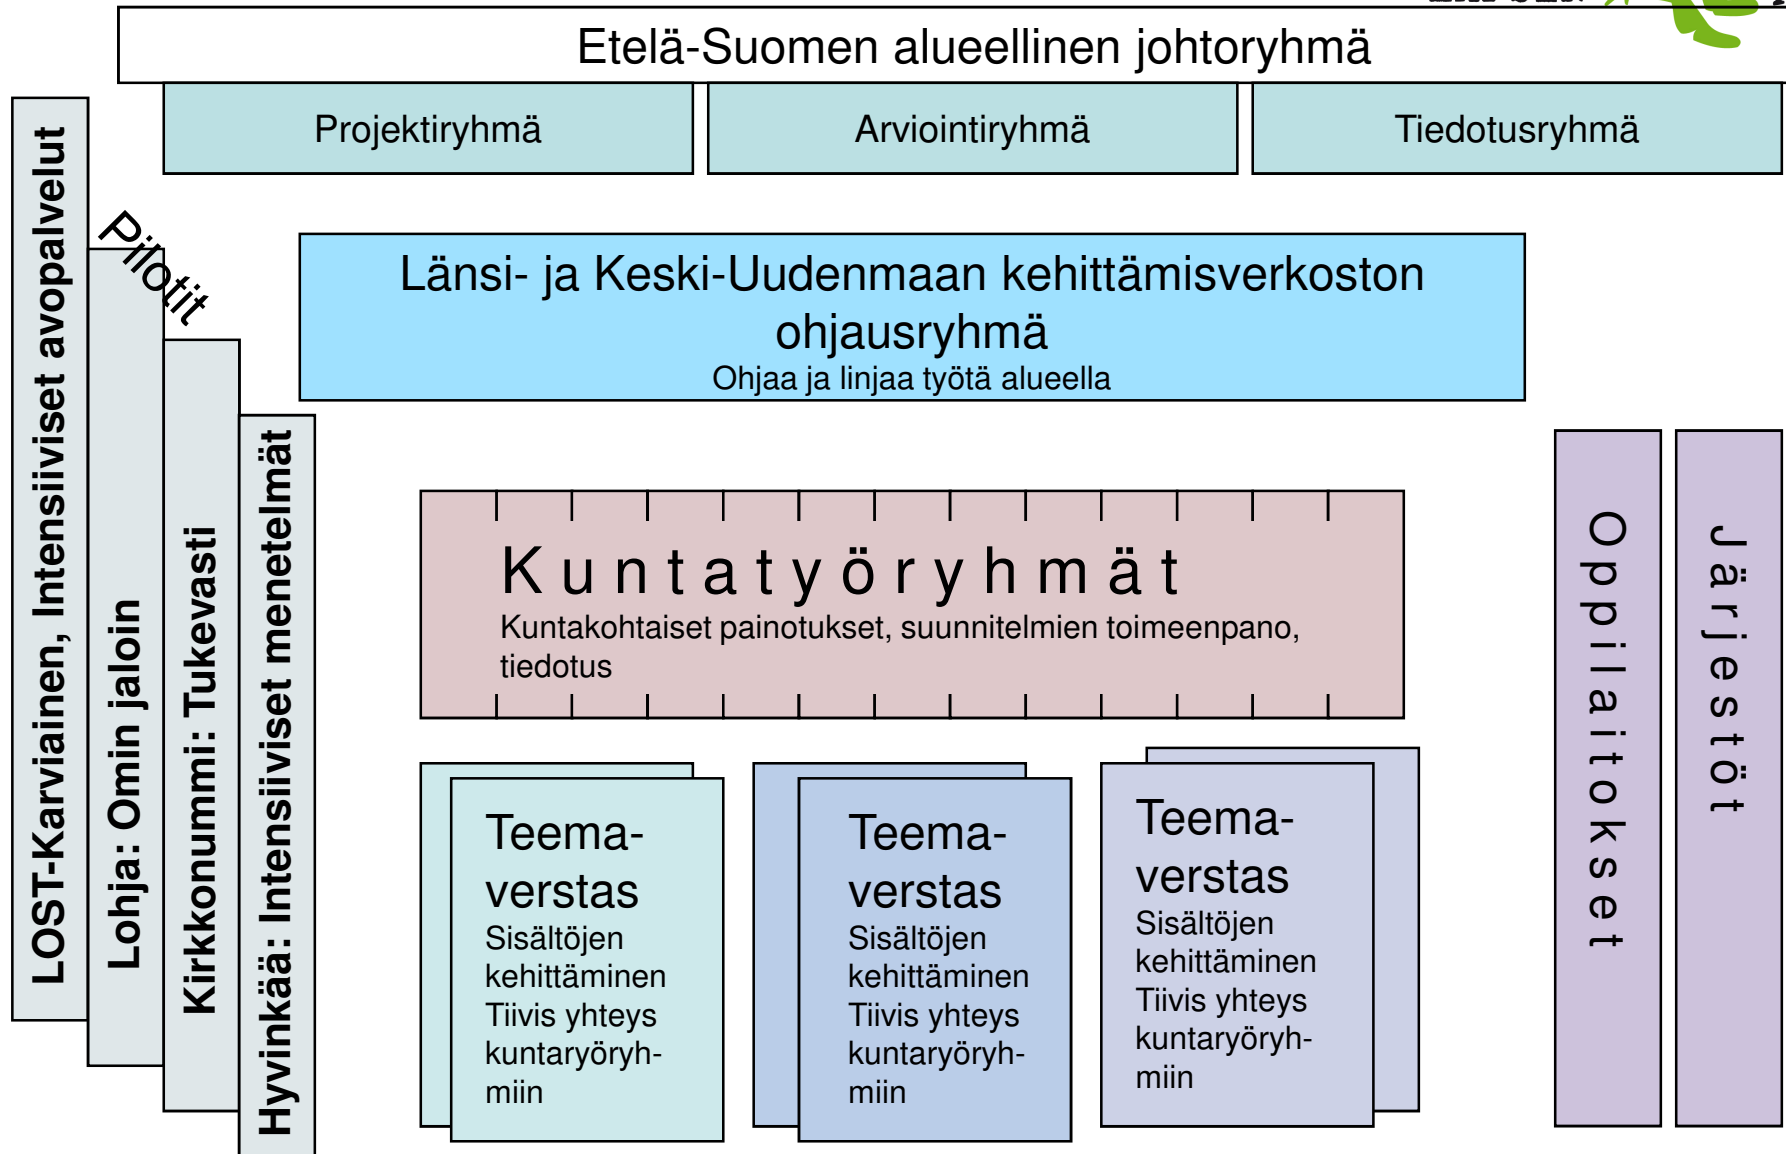 Etelä-Suomen alueellinen johtoryhmä
Projektiryhmä
Arviointiryhmä
Tiedotusryhmä
LOST-Karviainen, Intensiiviset avopalvelut
Pilotit
Lohja: Omin jaloin
Kirkkonummi: Tukevasti
Hyvinkää: Intensiiviset menetelmät
Länsi- ja Keski-Uudenmaan kehittämisverkoston
ohjausryhmä
Ohjaa ja linjaa työtä alueella
Kuntatyöryhmät
Kuntakohtaiset painotukset, suunnitelmien toimeenpano,
tiedotus
Teema-
verstas
Sisältöjen
kehittäminen
Tiivis yhteys
kuntaryöryh-
miin
Teema-
verstas
Sisältöjen
kehittäminen
Tiivis yhteys
kuntaryöryh-
miin
Teema-
verstas
Sisältöjen
kehittäminen
Tiivis yhteys
kuntaryöryh-
miin
Oppilaitokset
Järjestöt